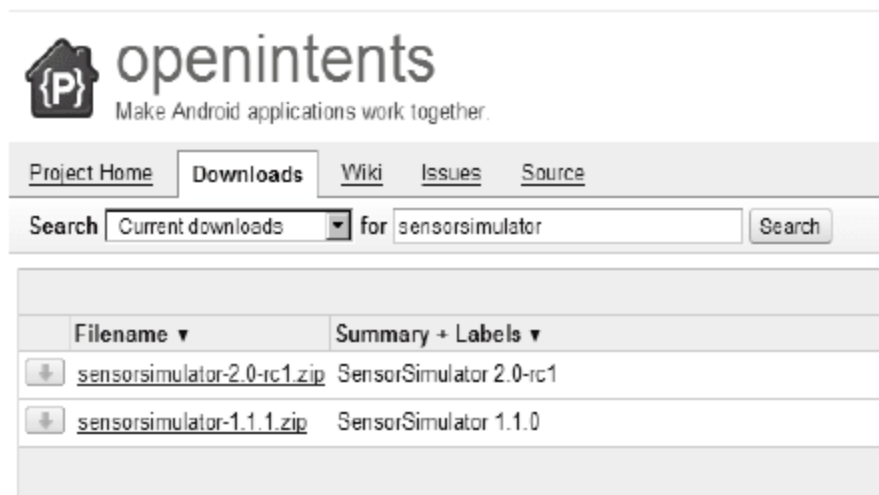 {P}
openintents
Make Android applications work together.
Project Home Downloads Wiki Issues Source
Search Current downloads for sensorsimulator Search
Filename ▼ Summary + Labels ▼
sensorsimulator-2.0-rc1.zip SensorSimulator 2.0-rc1
sensorsimulator-1.1.1.zip SensorSimulator 1.1.0